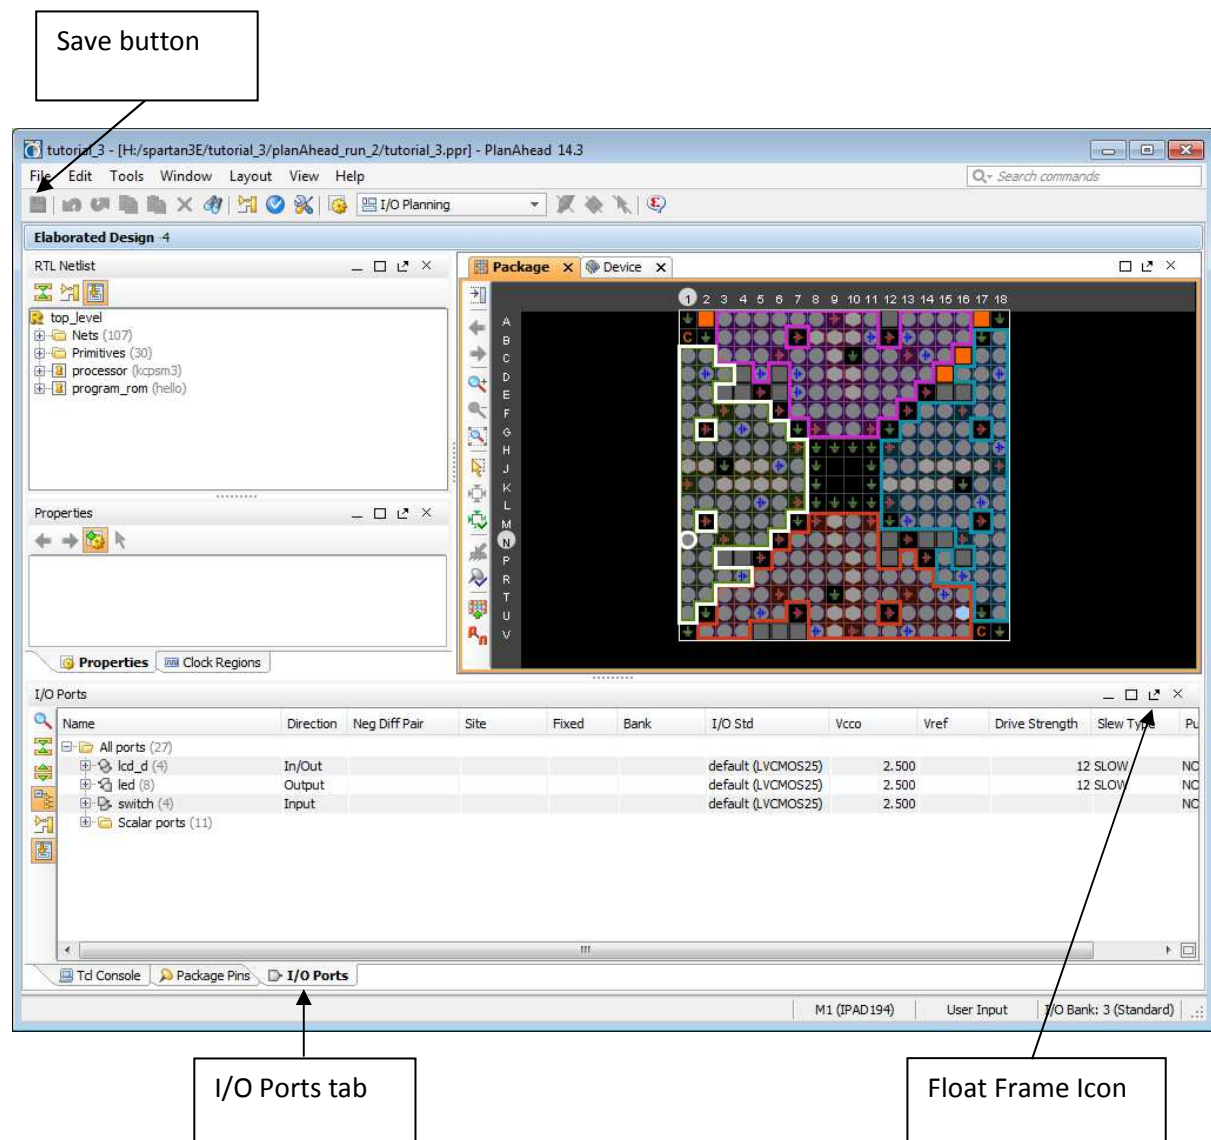 Save button
tutorial_3 - [H:/spartan3E/tutorial_3/planAhead_run_2/tutorial_3.ppr] - PlanAhead 14.3
File Edit Tools Window Layout View Help
Search commands
I/O Planning
Elaborated Design -4
RTL Netlist
top_level
Nets (107)
Primitives (30)
processor (kcpsm3)
program_rom (hello)
Package Device
1 2 3 4 5 6 7 8 9 10 11 12 13 14 15 16 17 18
A
B
C
D
E
F
G
H
J
K
L
M
N
P
R
T
U
V
C
C
Properties
Properties Clock Regions
I/O Ports
Name Direction Neg Diff Pair Site Fixed Bank I/O Std Vcco Vref Drive Strength Slew Type Pu
All ports (27)
lcd_d (4) In/Out default (LVCMOS25) 2.500 12 SLOW NO
led (8) Output default (LVCMOS25) 2.500 12 SLOW NO
switch (4) Input default (LVCMOS25) 2.500 NO
Scalar ports (11)
Tcl Console Package Pins I/O Ports
M1 (IPAD194) User Input I/O Bank: 3 (Standard)
I/O Ports tab
Float Frame Icon